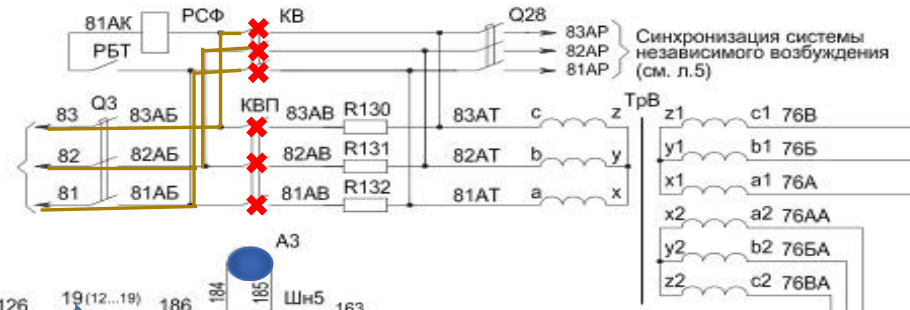 81АК РСФ КВ Q28
РБТ
83АР
82АР
81АР
Синхронизация системы
независимого возбуждения
(см. л.5)
83 Q3 83АБ КВП 83АВ R130 83АТ c z ТрВ z1 c1 76В
82 82АБ 82АВ R131 82АТ b y y1 b1 76Б
81 81АБ 81АВ R132 81АТ a x x1 a1 76А
x2 a2 76АА
y2 b2 76БА
z2 c2 76ВА
А3
184 185 Шн5
126 19(12...19) 186 163